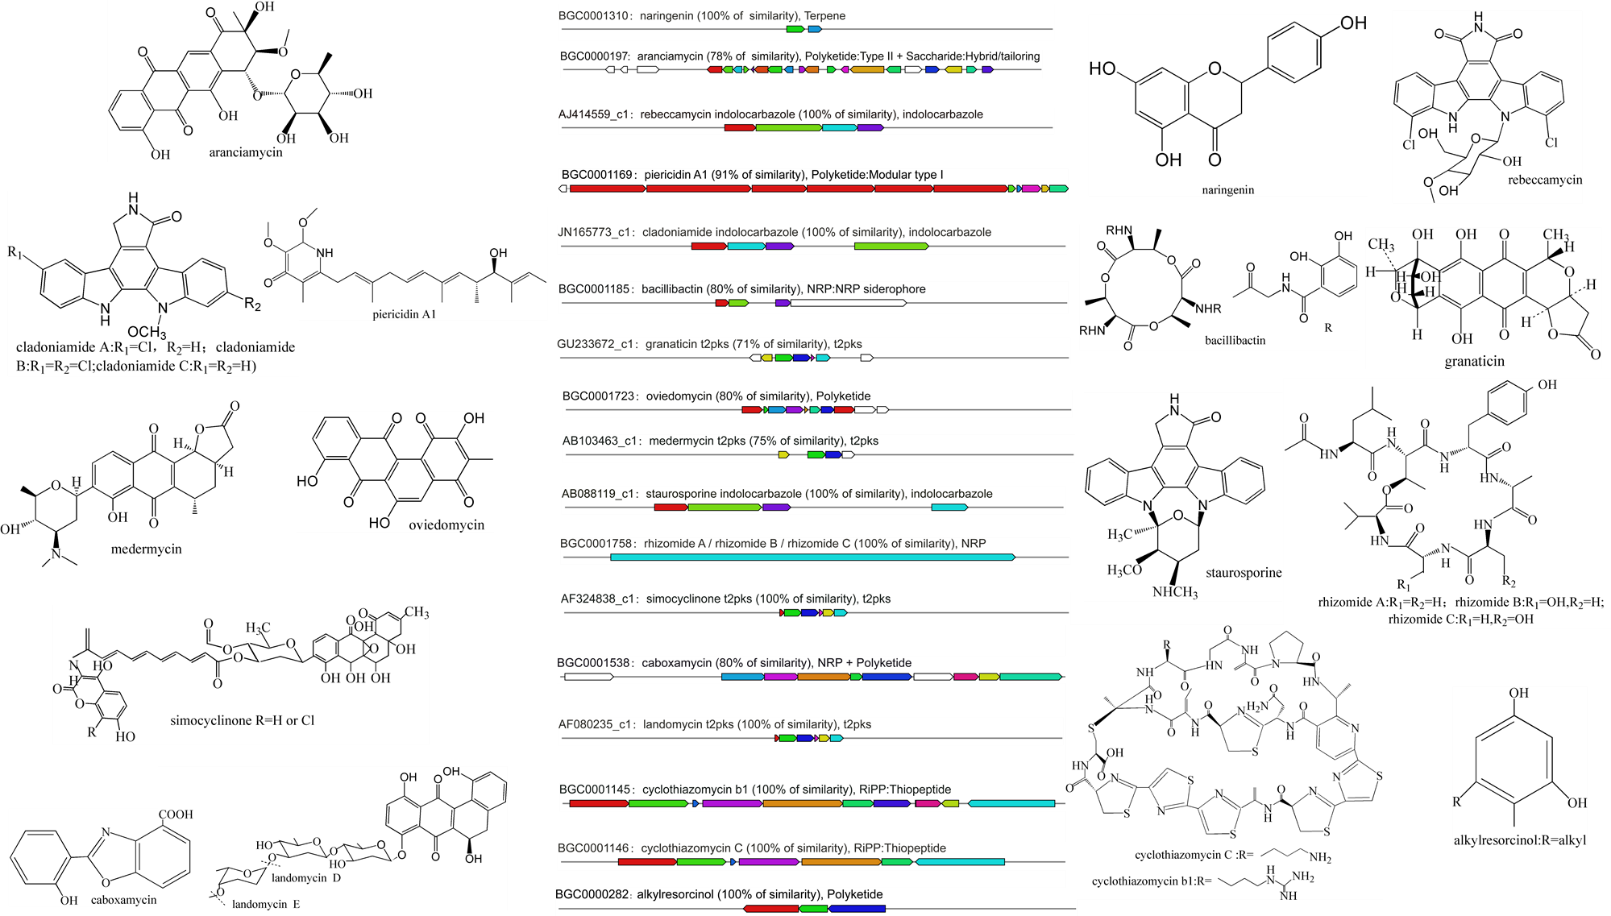 BGC0001310: naringenin (100% of similarity), Terpene
BGC0000197: aranciamycin (78% of similarity), Polyketide:Type II + Saccharide:Hybrid/tailoring
AJ414559_c1: rebeccamycin indolocarbazole (100% of similarity), indolocarbazole
BGC0001169: piericidin A1 (91% of similarity), Polyketide:Modular type I
JN165773_c1: cladoniamide indolocarbazole (100% of similarity), indolocarbazole
BGC0001185: bacillibactin (80% of similarity), NRP:NRP siderophore
GU233672_c1: granaticin t2pks (71% of similarity), t2pks
BGC0001723: oviedomycin (80% of similarity), Polyketide
AB103463_c1: medermycin t2pks (75% of similarity), t2pks
AB088119_c1: staurosporine indolocarbazole (100% of similarity), indolocarbazole
BGC0001758: rhizomide A / rhizomide B / rhizomide C (100% of similarity), NRP
AF324838_c1: simocyclinone t2pks (100% of similarity), t2pks
BGC0001538: caboxamycin (80% of similarity), NRP + Polyketide
AF080235_c1: landomycin t2pks (100% of similarity), t2pks
BGC0001145: cyclothiazomycin b1 (100% of similarity), RiPP:Thiopeptide
BGC0001146: cyclothiazomycin C (100% of similarity), RiPP:Thiopeptide
BGC0000282: alkylresorcinol (100% of similarity), Polyketide
aranciamycin
cladoniamide A:R1=Cl, R2=H; cladoniamide
B:R1=R2=Cl;cladoniamide C:R1=R2=H)
piericidin A1
medermycin
oviedomycin
simocyclinone R=H or Cl
caboxamycin
landomycin D
landomycin E
naringenin
rebeccamycin
bacillibactin
R
granaticin
staurosporine
rhizomide A:R1=R2=H; rhizomide B:R1=OH,R2=H;
rhizomide C:R1=H,R2=OH
cyclothiazomycin C :R=
NH2
cyclothiazomycin b1:R=
alkylresorcinol:R=alkyl